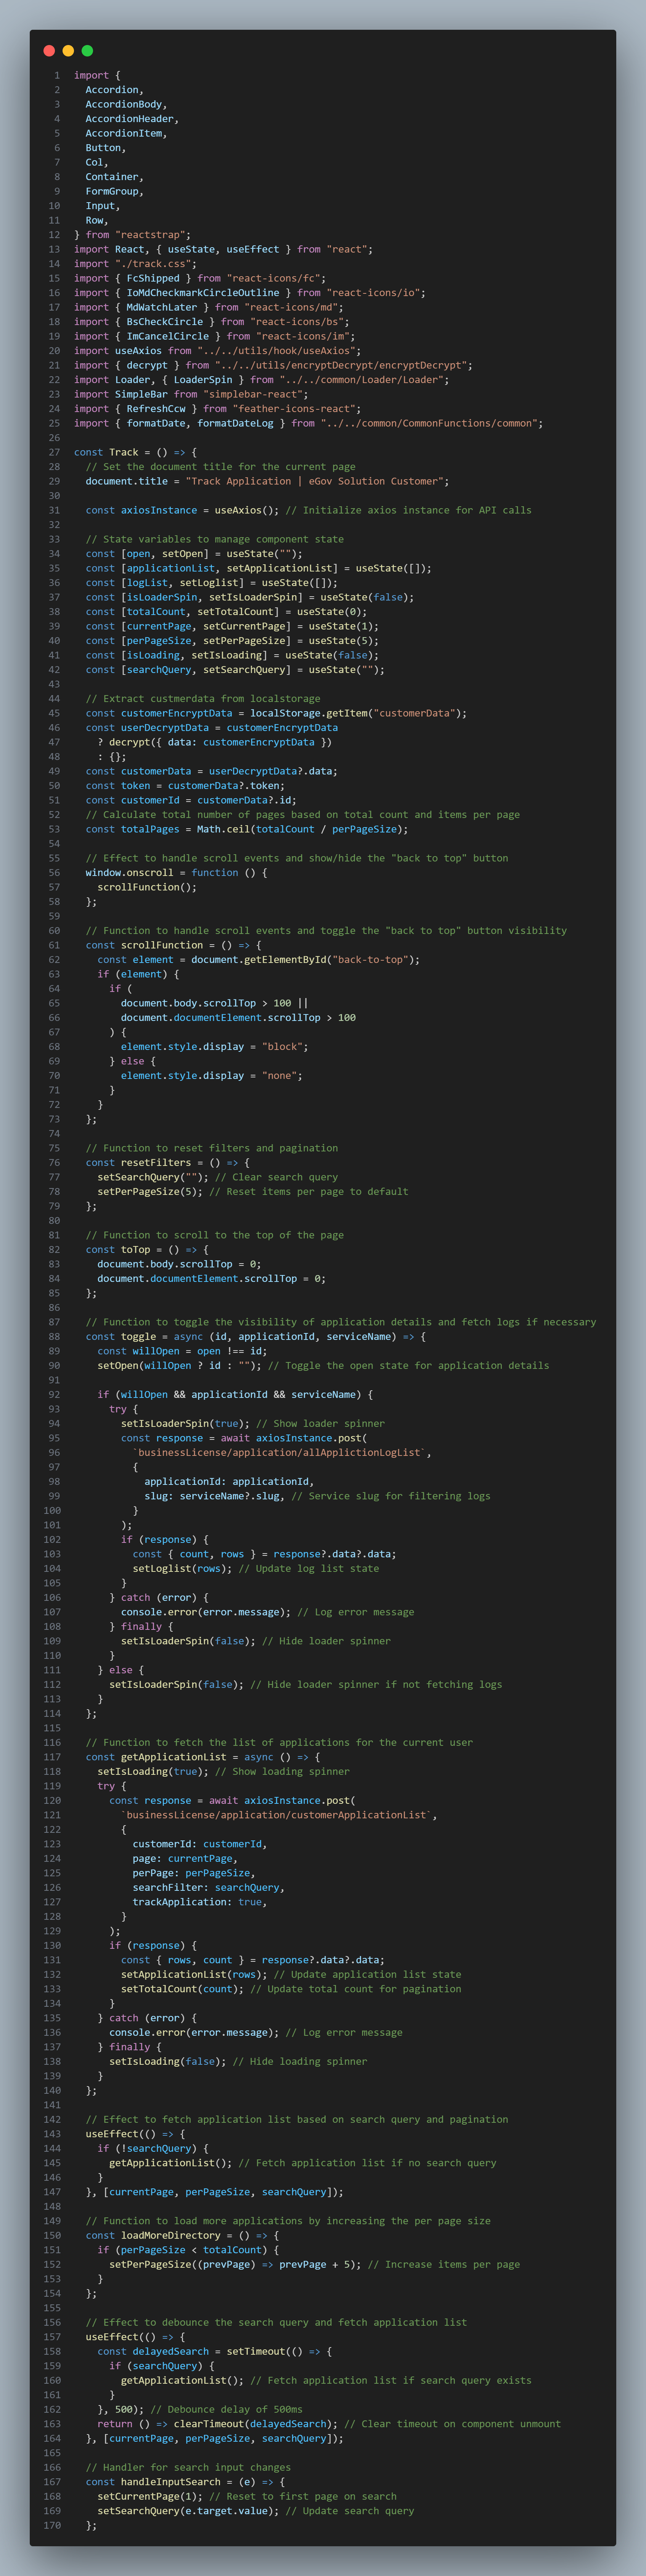 1 import {
2   Accordion,
3   AccordionBody,
4   AccordionHeader,
5   AccordionItem,
6   Button,
7   Col,
8   Container,
9   FormGroup,
10   Input,
11   Row,
12 } from "reactstrap";
13 import React, { useState, useEffect } from "react";
14 import "./track.css";
15 import { FcShipped } from "react-icons/fc";
16 import { IoMdCheckmarkCircleOutline } from "react-icons/io";
17 import { MdWatchLater } from "react-icons/md";
18 import { BsCheckCircle } from "react-icons/bs";
19 import { ImCancelCircle } from "react-icons/im";
20 import useAxios from "../../utils/hook/useAxios";
21 import { decrypt } from "../../utils/encryptDecrypt/encryptDecrypt";
22 import Loader, { LoaderSpin } from "../../common/Loader/Loader";
23 import SimpleBar from "simplebar-react";
24 import { RefreshCcw } from "feather-icons-react";
25 import { formatDate, formatDateLog } from "../../common/CommonFunctions/common";
26
27 const Track = () => {
28   // Set the document title for the current page
29   document.title = "Track Application | eGov Solution Customer";
30
31   const axiosInstance = useAxios(); // Initialize axios instance for API calls
32
33   // State variables to manage component state
34   const [open, setOpen] = useState("");
35   const [applicationList, setApplicationList] = useState([]);
36   const [logList, setLoglist] = useState([]);
37   const [isLoaderSpin, setIsLoaderSpin] = useState(false);
38   const [totalCount, setTotalCount] = useState(0);
39   const [currentPage, setCurrentPage] = useState(1);
40   const [perPageSize, setPerPageSize] = useState(5);
41   const [isLoading, setIsLoading] = useState(false);
42   const [searchQuery, setSearchQuery] = useState("");
43
44   // Extract custmerdata from localstorage
45   const customerEncryptData = localStorage.getItem("customerData");
46   const userDecryptData = customerEncryptData
47     ? decrypt({ data: customerEncryptData })
48     : {};
49   const customerData = userDecryptData?.data;
50   const token = customerData?.token;
51   const customerId = customerData?.id;
52   // Calculate total number of pages based on total count and items per page
53   const totalPages = Math.ceil(totalCount / perPageSize);
54
55   // Effect to handle scroll events and show/hide the "back to top" button
56   window.onscroll = function () {
57     scrollFunction();
58   };
59
60   // Function to handle scroll events and toggle the "back to top" button visibility
61   const scrollFunction = () => {
62     const element = document.getElementById("back-to-top");
63     if (element) {
64       if (
65         document.body.scrollTop > 100 ||
66         document.documentElement.scrollTop > 100
67       ) {
68         element.style.display = "block";
69       } else {
70         element.style.display = "none";
71       }
72     }
73   };
74
75   // Function to reset filters and pagination
76   const resetFilters = () => {
77     setSearchQuery(""); // Clear search query
78     setPerPageSize(5); // Reset items per page to default
79   };
80
81   // Function to scroll to the top of the page
82   const toTop = () => {
83     document.body.scrollTop = 0;
84     document.documentElement.scrollTop = 0;
85   };
86
87   // Function to toggle the visibility of application details and fetch logs if necessary
88   const toggle = async (id, applicationId, serviceName) => {
89     const willOpen = open !== id;
90     setOpen(willOpen ? id : ""); // Toggle the open state for application details
91
92     if (willOpen && applicationId && serviceName) {
93       try {
94         setIsLoaderSpin(true); // Show loader spinner
95         const response = await axiosInstance.post(
96           `businessLicense/application/allApplictionLogList`,
97           {
98             applicationId: applicationId,
99             slug: serviceName?.slug, // Service slug for filtering logs
100           }
101         );
102         if (response) {
103           const { count, rows } = response?.data?.data;
104           setLoglist(rows); // Update log list state
105         }
106       } catch (error) {
107         console.error(error.message); // Log error message
108       } finally {
109         setIsLoaderSpin(false); // Hide loader spinner
110       }
111     } else {
112       setIsLoaderSpin(false); // Hide loader spinner if not fetching logs
113     }
114   };
115
116   // Function to fetch the list of applications for the current user
117   const getApplicationList = async () => {
118     setIsLoading(true); // Show loading spinner
119     try {
120       const response = await axiosInstance.post(
121         `businessLicense/application/customerApplicationList`,
122         {
123           customerId: customerId,
124           page: currentPage,
125           perPage: perPageSize,
126           searchFilter: searchQuery,
127           trackApplication: true,
128         }
129       );
130       if (response) {
131         const { rows, count } = response?.data?.data;
132         setApplicationList(rows); // Update application list state
133         setTotalCount(count); // Update total count for pagination
134       }
135     } catch (error) {
136       console.error(error.message); // Log error message
137     } finally {
138       setIsLoading(false); // Hide loading spinner
139     }
140   };
141
142   // Effect to fetch application list based on search query and pagination
143   useEffect(() => {
144     if (!searchQuery) {
145       getApplicationList(); // Fetch application list if no search query
146     }
147   }, [currentPage, perPageSize, searchQuery]);
148
149   // Function to load more applications by increasing the per page size
150   const loadMoreDirectory = () => {
151     if (perPageSize < totalCount) {
152       setPerPageSize((prevPage) => prevPage + 5); // Increase items per page
153     }
154   };
155
156   // Effect to debounce the search query and fetch application list
157   useEffect(() => {
158     const delayedSearch = setTimeout(() => {
159       if (searchQuery) {
160         getApplicationList(); // Fetch application list if search query exists
161       }
162     }, 500); // Debounce delay of 500ms
163     return () => clearTimeout(delayedSearch); // Clear timeout on component unmount
164   }, [currentPage, perPageSize, searchQuery]);
165
166   // Handler for search input changes
167   const handleInputSearch = (e) => {
168     setCurrentPage(1); // Reset to first page on search
169     setSearchQuery(e.target.value); // Update search query
170   };